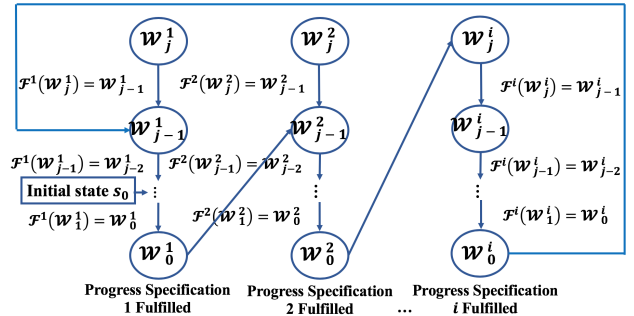 𝒲¹ⱼ 𝒲²ⱼ 𝒲ⁱⱼ
ℱ¹(𝒲¹ⱼ) = 𝒲¹ⱼ₋₁ ℱ²(𝒲²ⱼ) = 𝒲²ⱼ₋₁ ℱⁱ(𝒲ⁱⱼ) = 𝒲ⁱⱼ₋₁
𝒲¹ⱼ₋₁ 𝒲²ⱼ₋₁ 𝒲ⁱⱼ₋₁
ℱ¹(𝒲¹ⱼ₋₁) = 𝒲¹ⱼ₋₂ ℱ²(𝒲²ⱼ₋₁) = 𝒲²ⱼ₋₂ ℱⁱ(𝒲ⁱⱼ₋₁) = 𝒲ⁱⱼ₋₂
Initial state s₀ ⋮ ⋮ ⋮
ℱ¹(𝒲¹₁) = 𝒲¹₀ ℱ²(𝒲²₁) = 𝒲²₀ ℱⁱ(𝒲ⁱ₁) = 𝒲ⁱ₀
𝒲¹₀ 𝒲²₀ 𝒲ⁱ₀
Progress Specification Progress Specification Progress Specification
1 Fulfilled 2 Fulfilled ... i Fulfilled